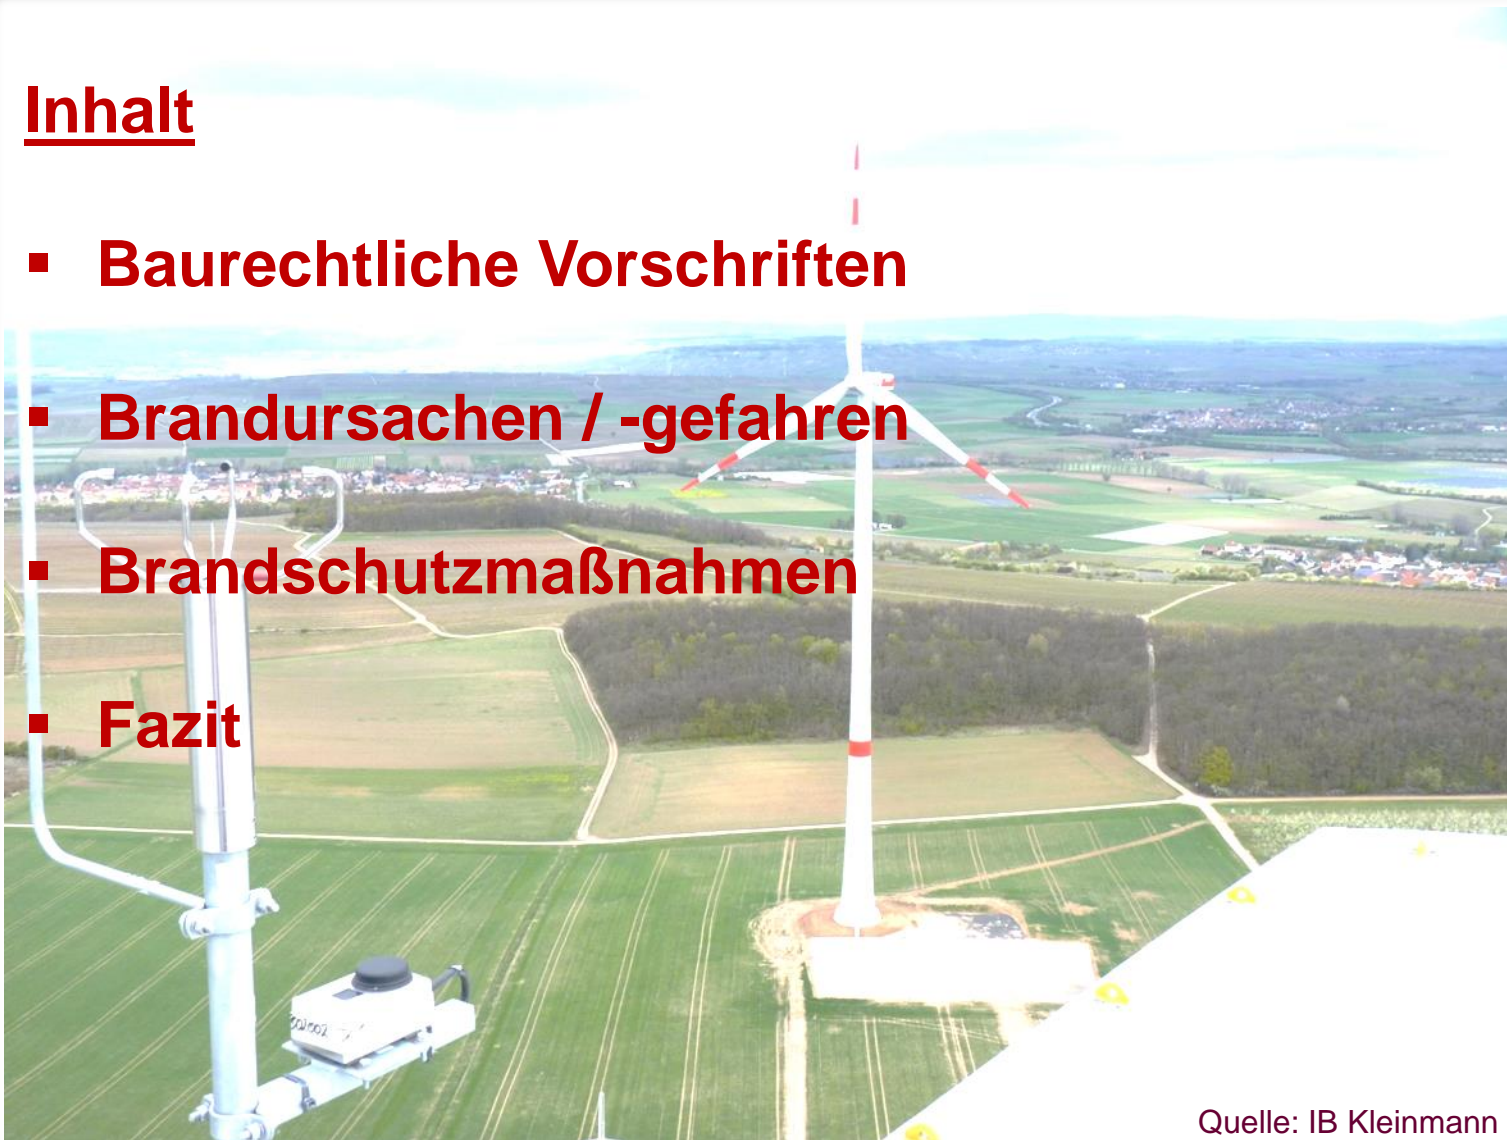 Inhalt
▪ Baurechtliche Vorschriften
▪ Brandursachen / -gefahren
▪ Brandschutzmaßnahmen
▪ Fazit
Quelle: IB Kleinmann